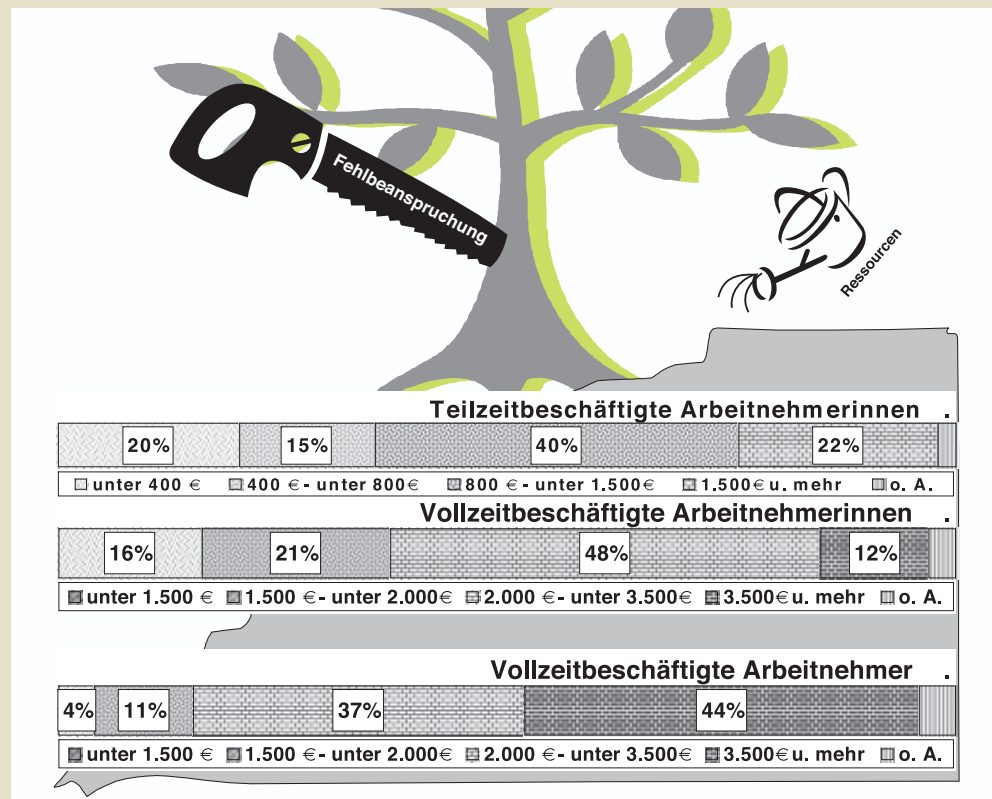 Fehlbeanspruchung
Ressourcen
Teilzeitbeschäftigte Arbeitnehmerinnen .
20% 15% 40% 22%
unter 400 € 400 €- unter 800€ 800 €- unter 1.500€ 1.500€u. mehr o. A.
Vollzeitbeschäftigte Arbeitnehmerinnen .
16% 21% 48% 12%
unter 1.500 € 1.500 €- unter 2.000€ 2.000 €- unter 3.500€ 3.500€u. mehr o. A.
Vollzeitbeschäftigte Arbeitnehmer .
4% 11% 37% 44%
unter 1.500 € 1.500 €- unter 2.000€ 2.000 €- unter 3.500€ 3.500€u. mehr o. A.